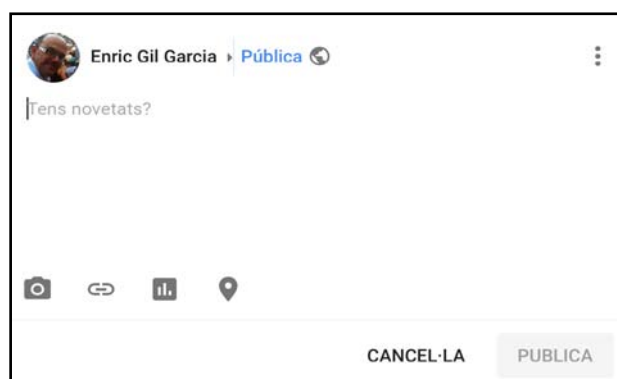 Enric Gil Garcia Pública
Tens novetats?
CANCEL·LA PUBLICA